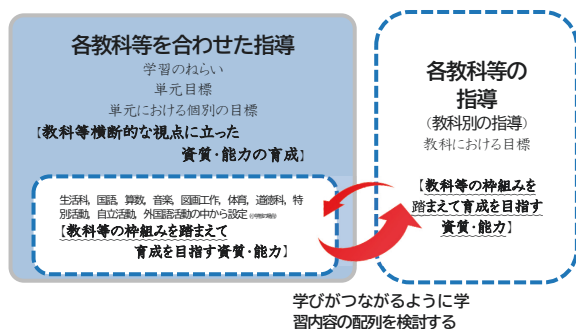 各教科等を合わせた指導
学習のねらい
単元目標
単元における個別の目標
【教科等横断的な視点に立った
資質・能力の育成】
生活科、国語、算数、音楽、図画工作、体育、道徳科、特
別活動、自立活動、外国語活動の中から設定
【教科等の枠組みを踏まえて
育成を目指す資質・能力】
各教科等の
指導
(教科別の指導)
教科における目標
【教科等の枠組みを
踏まえて育成を目指す
資質・能力】
学びがつながるように学
習内容の配列を検討する